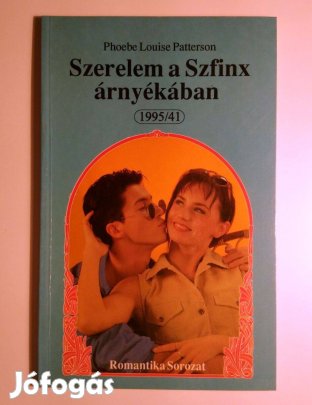 Phoebe Louise Patterson
Szerelem a Szfinx
árnyékában
1995/41
Romantika Sorozat
Jófogás